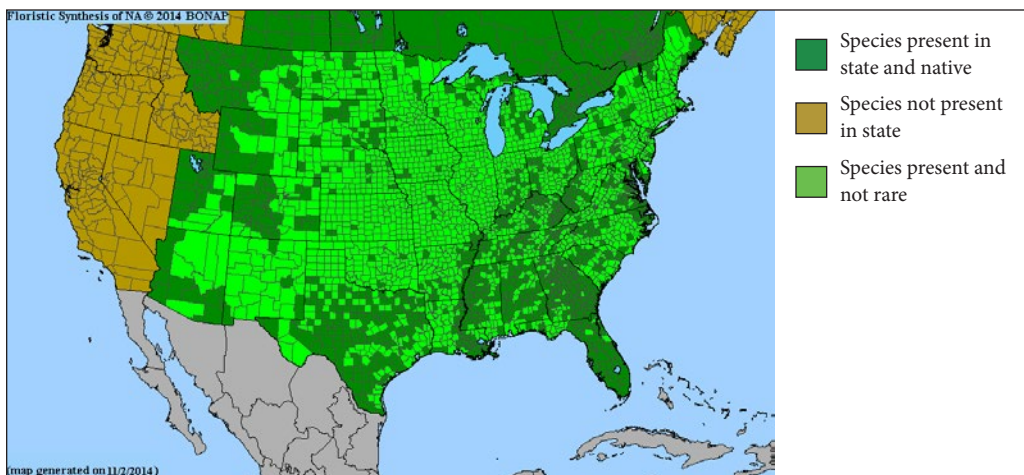 Floristic Synthesis of NA © 2014 BONAP
Species present in
state and native
Species not present
in state
Species present and
not rare
(map generated on 11/2/2014)